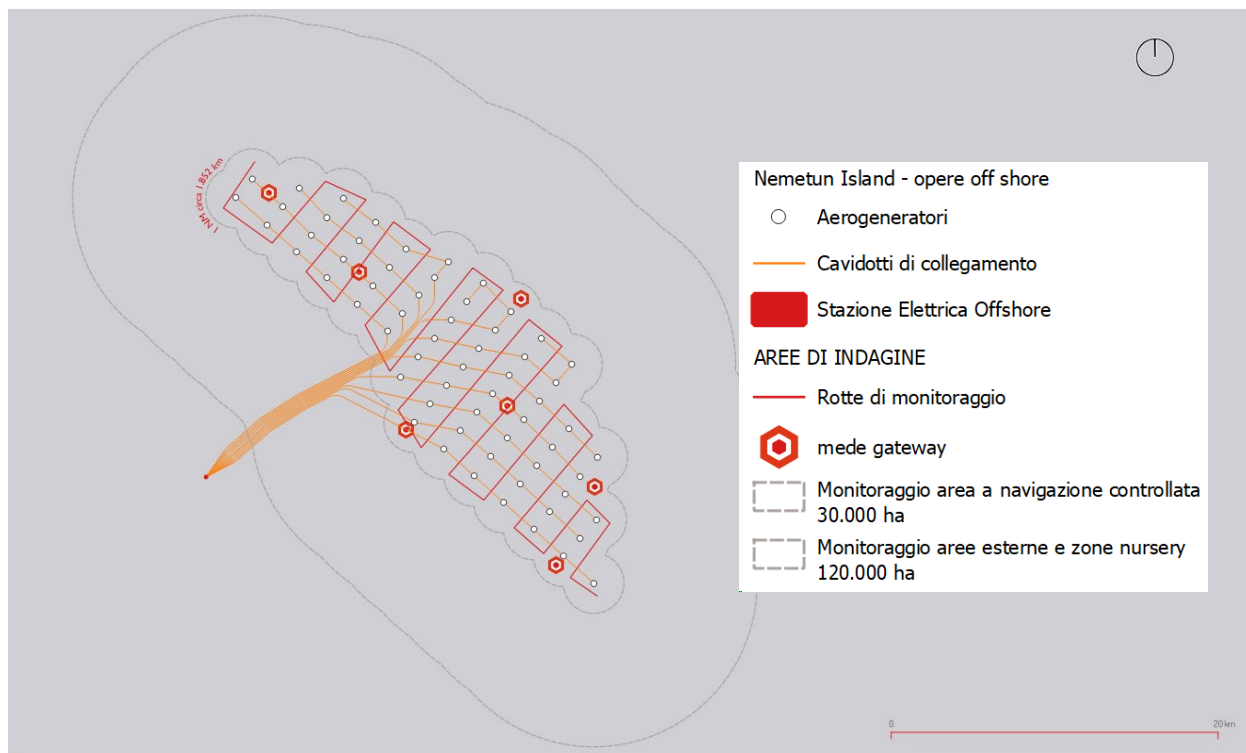 1 NM circa 1.852 km
Nemetun Island - opere off shore
Aerogeneratori
Cavidotti di collegamento
Stazione Elettrica Offshore
AREE DI INDAGINE
Rotte di monitoraggio
mede gateway
Monitoraggio area a navigazione controllata
30.000 ha
Monitoraggio aree esterne e zone nursery
120.000 ha
0
20 km